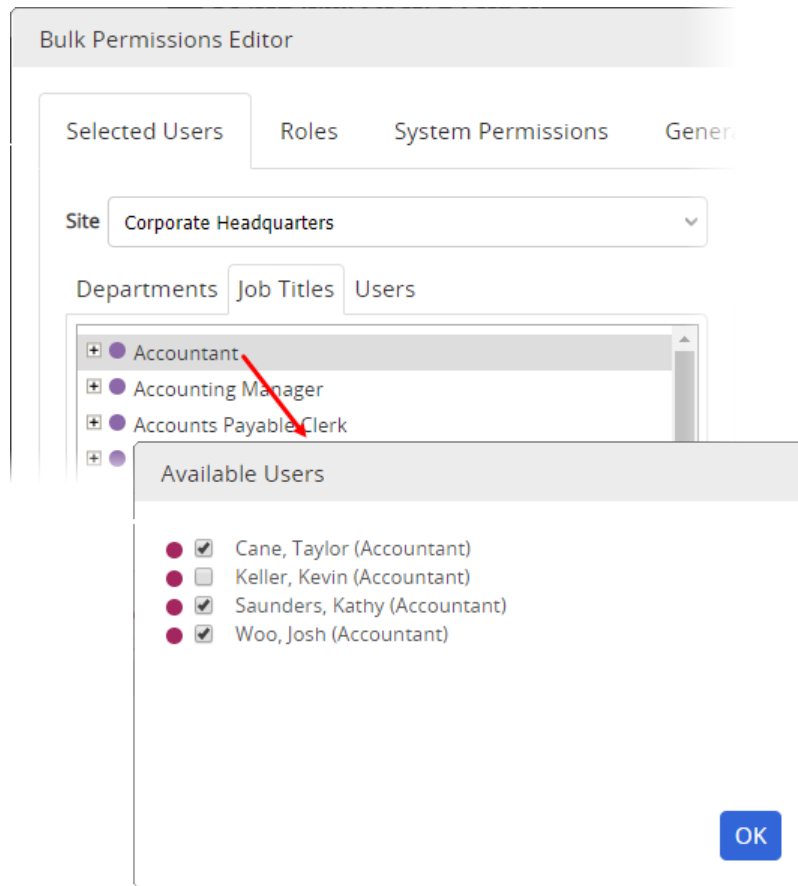 Bulk Permissions Editor
Selected Users Roles System Permissions Gener
Site Corporate Headquarters
Departments Job Titles Users
Accountant
Accounting Manager
Accounts Payable Clerk
Available Users
Cane, Taylor (Accountant)
Keller, Kevin (Accountant)
Saunders, Kathy (Accountant)
Woo, Josh (Accountant)
OK